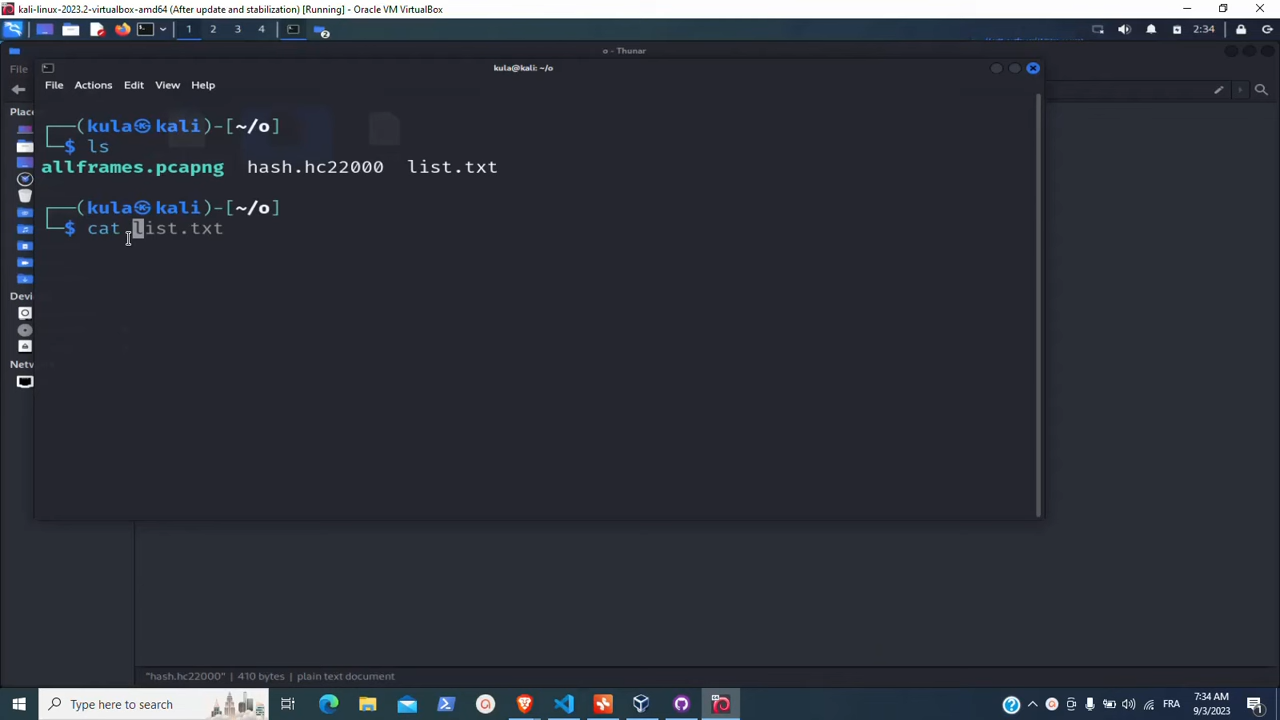 kali-linux-2023.2-virtualbox-amd64 (After update and stabilization) [Running] - Oracle VM VirtualBox
1 2 3 4 2 2:34
o - Thunar
File
kula@kali: ~/o
File Actions Edit View Help
Plac
┌──(kula㉿kali)-[~/o]
└─$ ls
allframes.pcapng hash.hc22000 list.txt
┌──(kula㉿kali)-[~/o]
└─$ cat list.txt
Devi
Netw
"hash.hc22000" | 410 bytes | plain text document
Type here to search
7:34 AM
FRA
9/3/2023
1